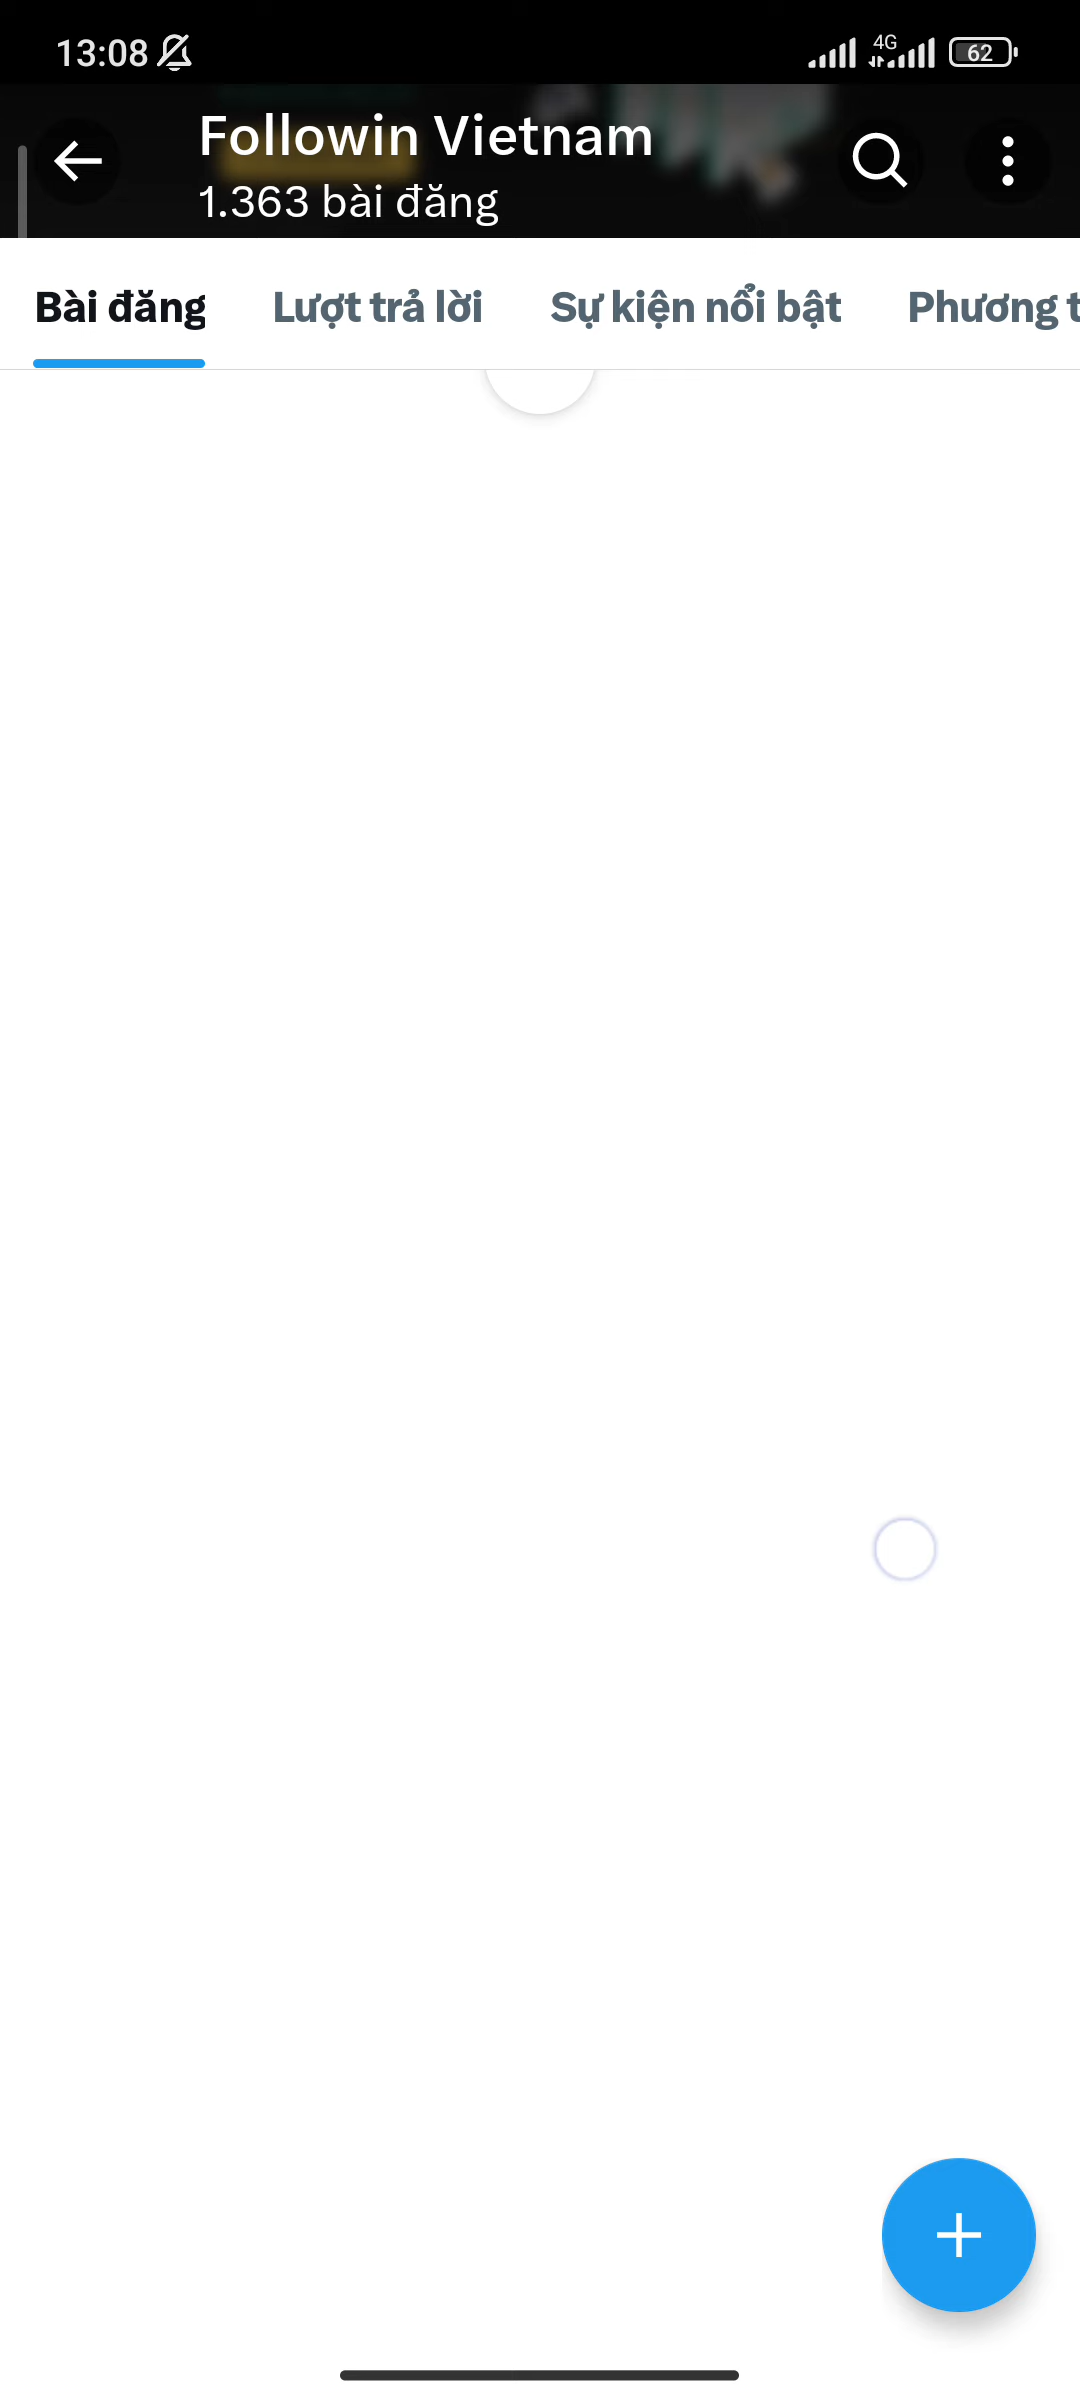 13:08
4G
62
Followin Vietnam
1.363 bài đăng
Bài đăng Lượt trả lời Sự kiện nổi bật Phương t